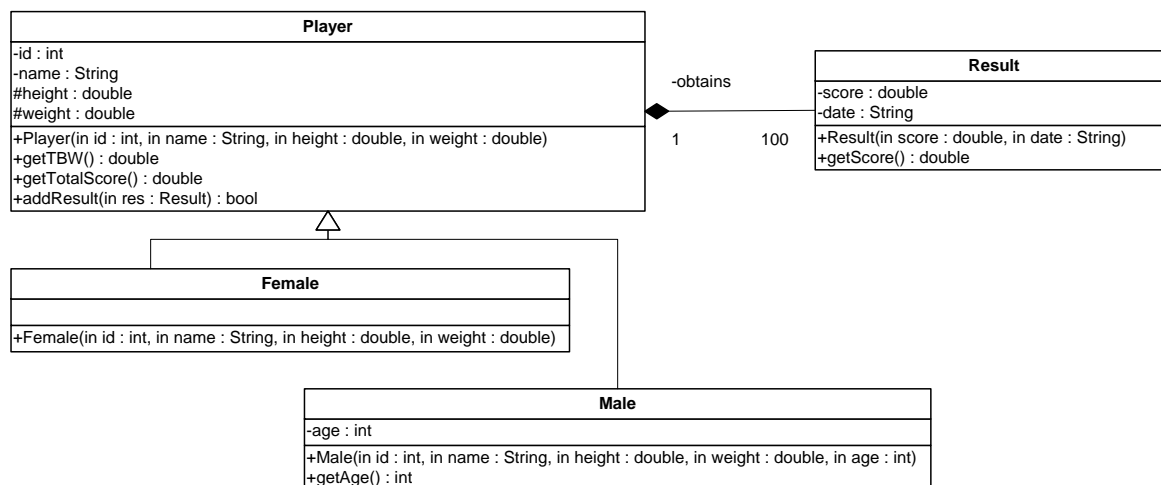 Player
-id : int
-name : String
#height : double
#weight : double
+Player(in id : int, in name : String, in height : double, in weight : double)
+getTBW() : double
+getTotalScore() : double
+addResult(in res : Result) : bool
-obtains
1
100
Result
-score : double
-date : String
+Result(in score : double, in date : String)
+getScore() : double
Female
+Female(in id : int, in name : String, in height : double, in weight : double)
Male
-age : int
+Male(in id : int, in name : String, in height : double, in weight : double, in age : int)
+getAge() : int